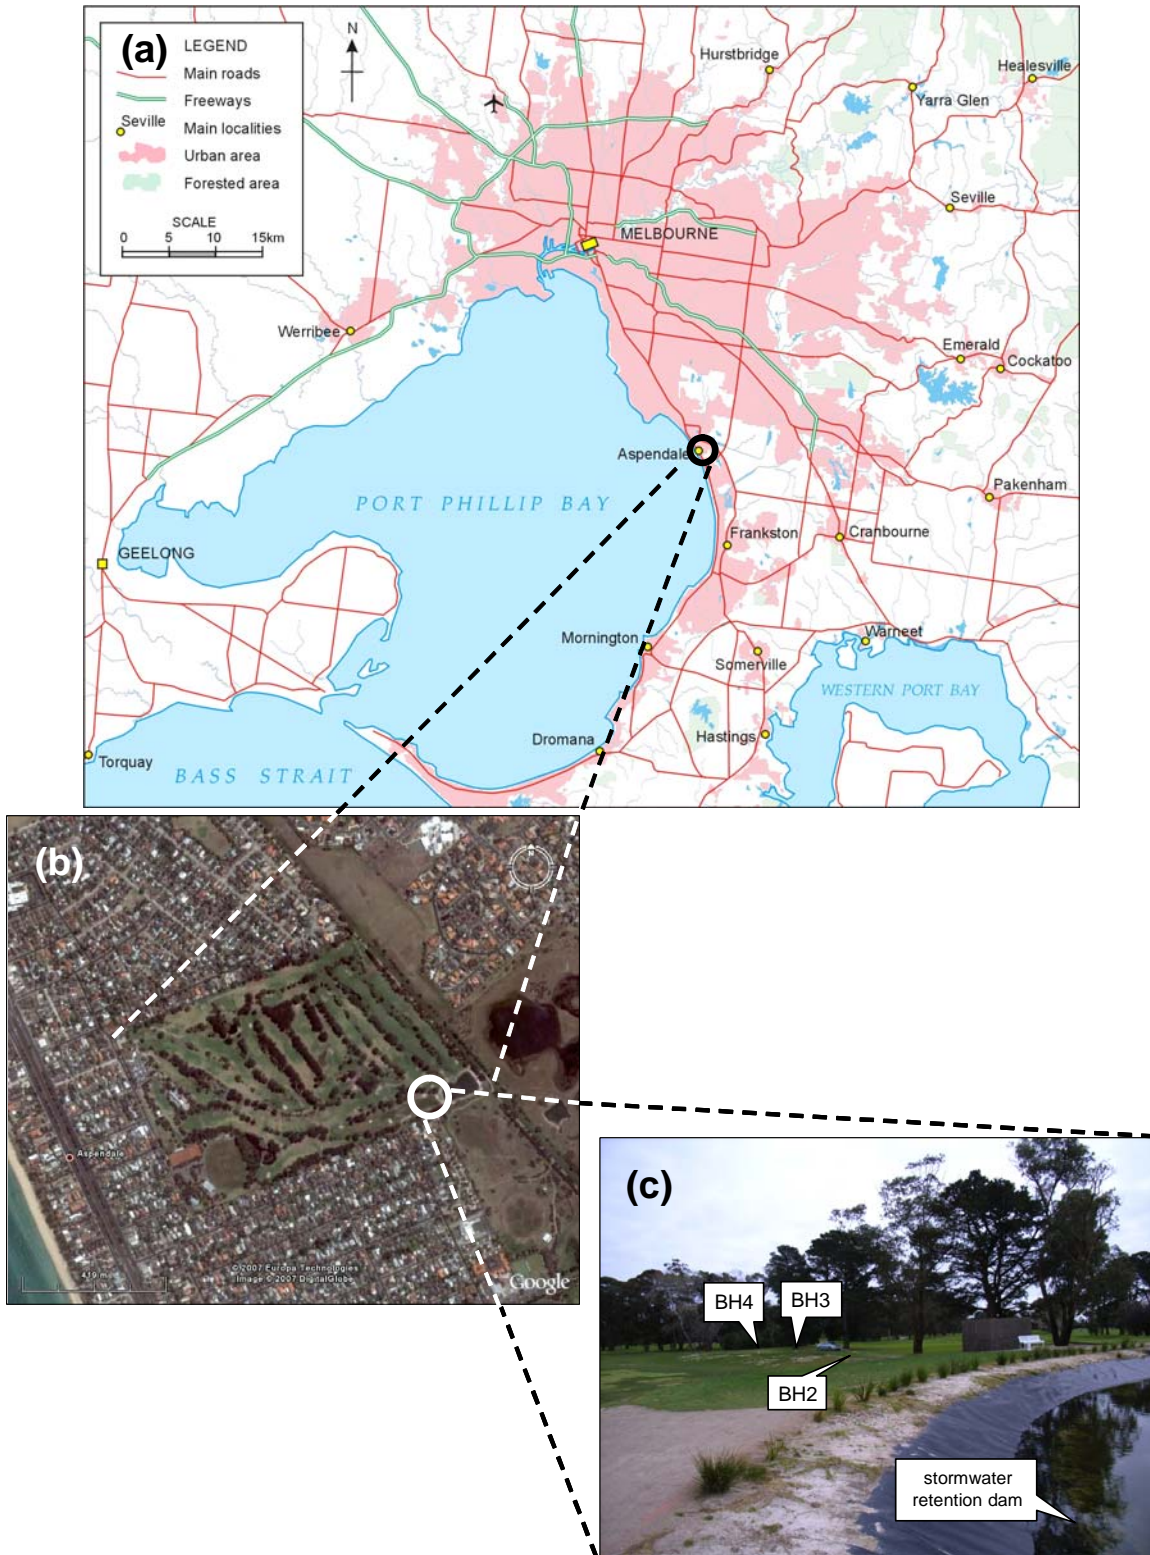 (a)
LEGEND
Main roads
Freeways
Seville
Main localities
Urban area
Forested area
SCALE
0 5 10 15km
N
Hurstbridge
Healesville
Yarra Glen
Seville
MELBOURNE
Werribee
Emerald
Cockatoo
Aspendale
PORT PHILLIP BAY
Pakenham
GEELONG
Frankston
Cranbourne
Mornington
Warneet
Somerville
WESTERN PORT BAY
Dromana
Hastings
Torquay
BASS STRAIT
(b)
N
Aspendale
419 m
© 2007 Europa Technologies
Image © 2007 DigitalGlobe
Google
(c)
BH4
BH3
BH2
stormwater
retention dam